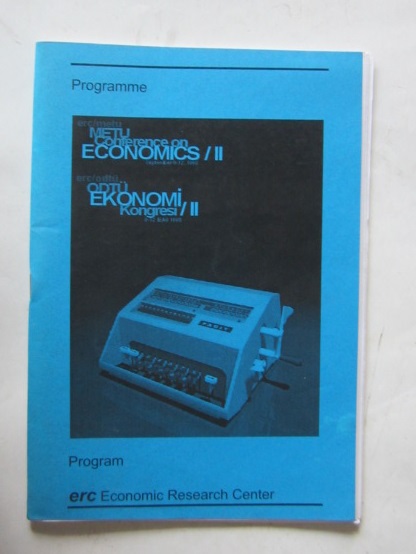 Programme
erc/metu
METU
Conference on
ECONOMICS / II
erc/odtü
ODTÜ
EKONOMİ
Kongresi / II
FACIT
Program
erc Economic Research Center